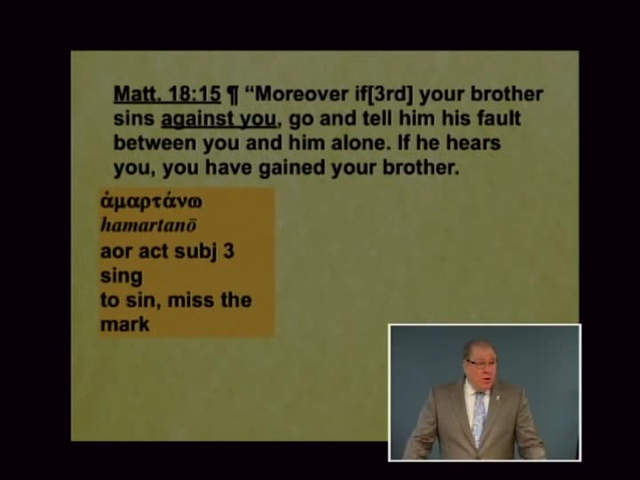 Matt. 18:15 ¶ “Moreover if[3rd] your brother
sins against you, go and tell him his fault
between you and him alone. If he hears
you, you have gained your brother.
ἁμαρτάνω
hamartanō
aor act subj 3
sing
to sin, miss the
mark